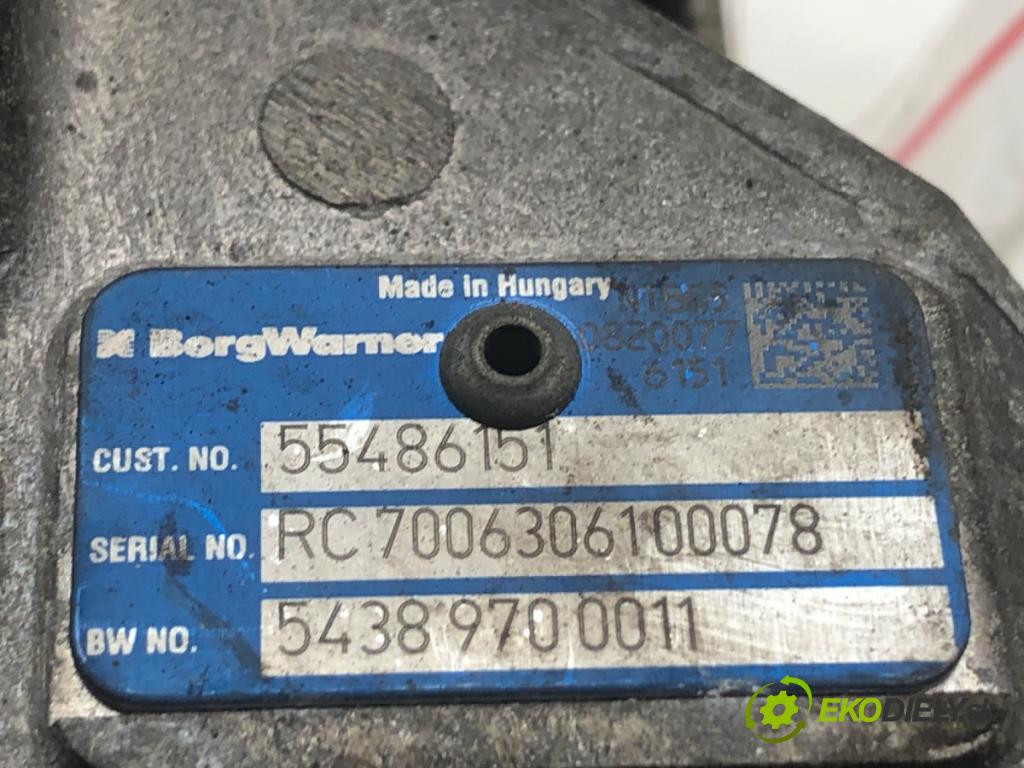 Made in Hungary
BorgWarner
0820077
6151
CUST. NO. 55486151
SERIAL NO. RC 7006306100078
BW NO. 5438 970 0011
EKODIELY